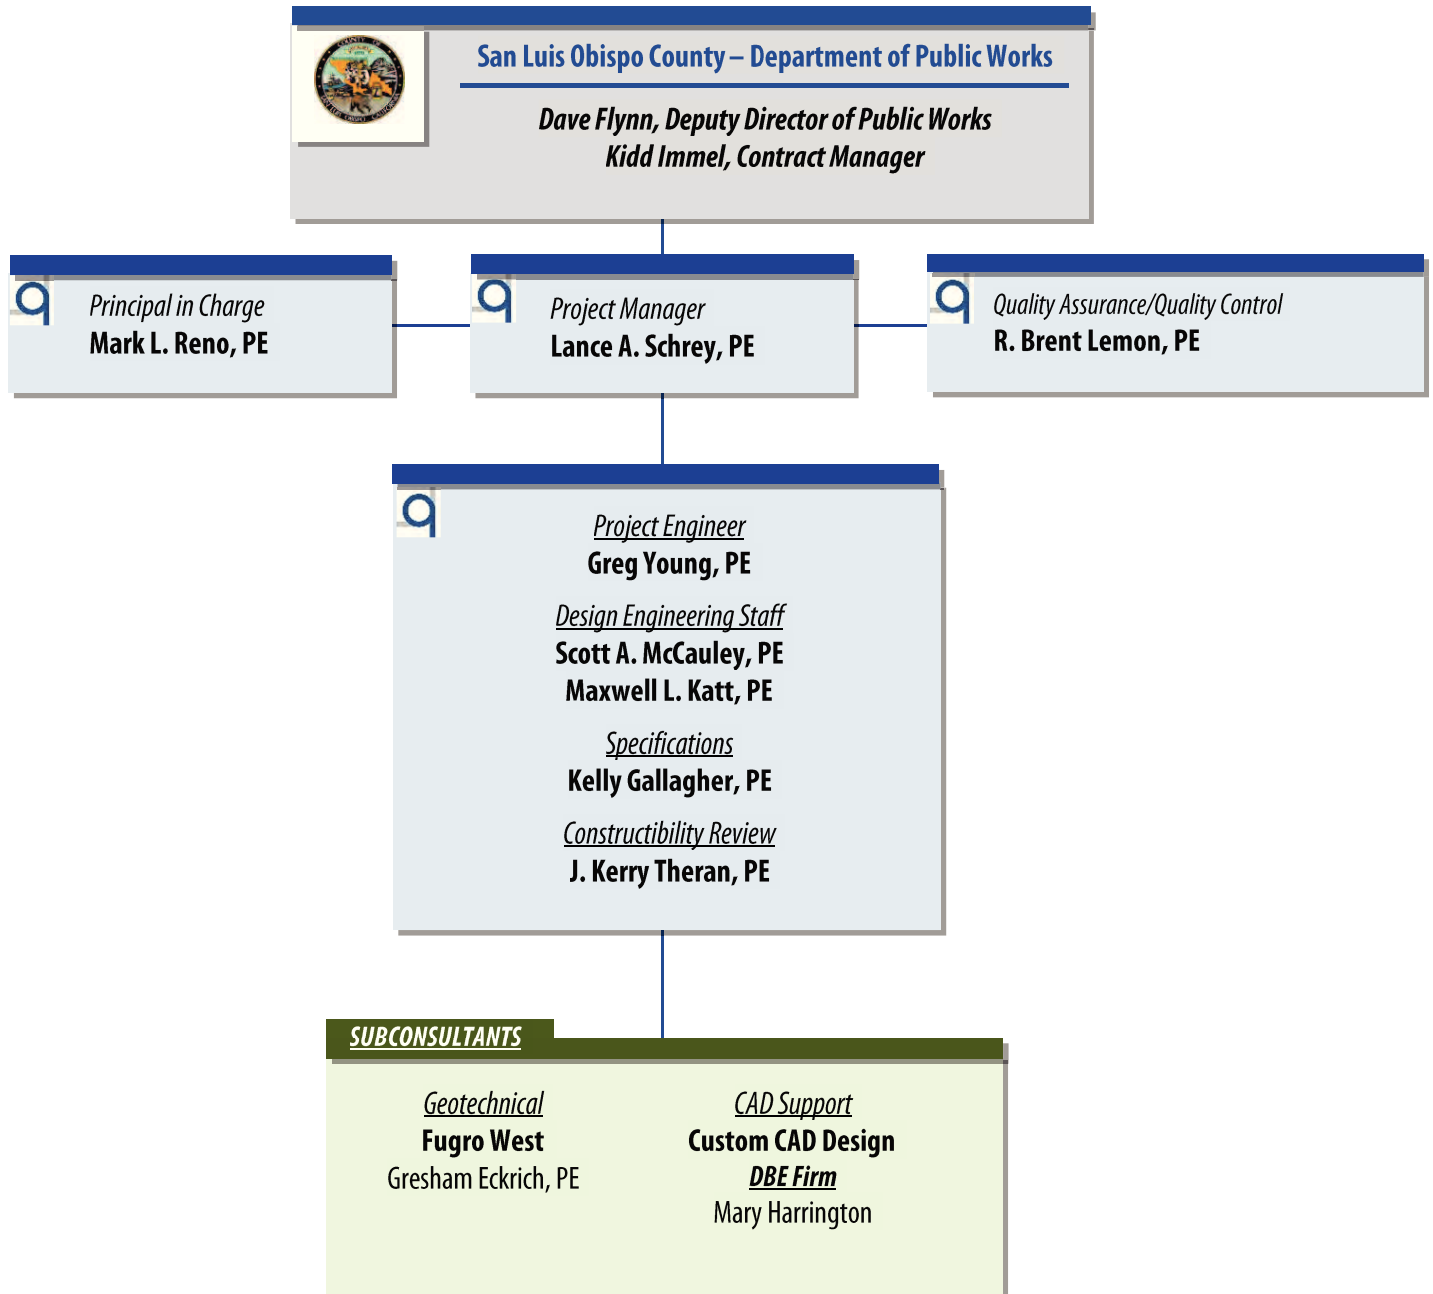 San Luis Obispo County – Department of Public Works
Dave Flynn, Deputy Director of Public Works
Kidd Immel, Contract Manager
Principal in Charge
Mark L. Reno, PE
Project Manager
Lance A. Schrey, PE
Quality Assurance/Quality Control
R. Brent Lemon, PE
Project Engineer
Greg Young, PE
Design Engineering Staff
Scott A. McCauley, PE
Maxwell L. Katt, PE
Specifications
Kelly Gallagher, PE
Constructibility Review
J. Kerry Theran, PE
SUBCONSULTANTS
Geotechnical
Fugro West
Gresham Eckrich, PE
CAD Support
Custom CAD Design
DBE Firm
Mary Harrington